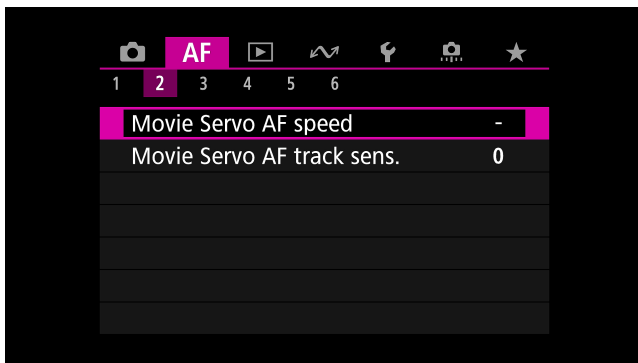 AF
1 2 3 4 5 6
Movie Servo AF speed -
Movie Servo AF track sens. 0